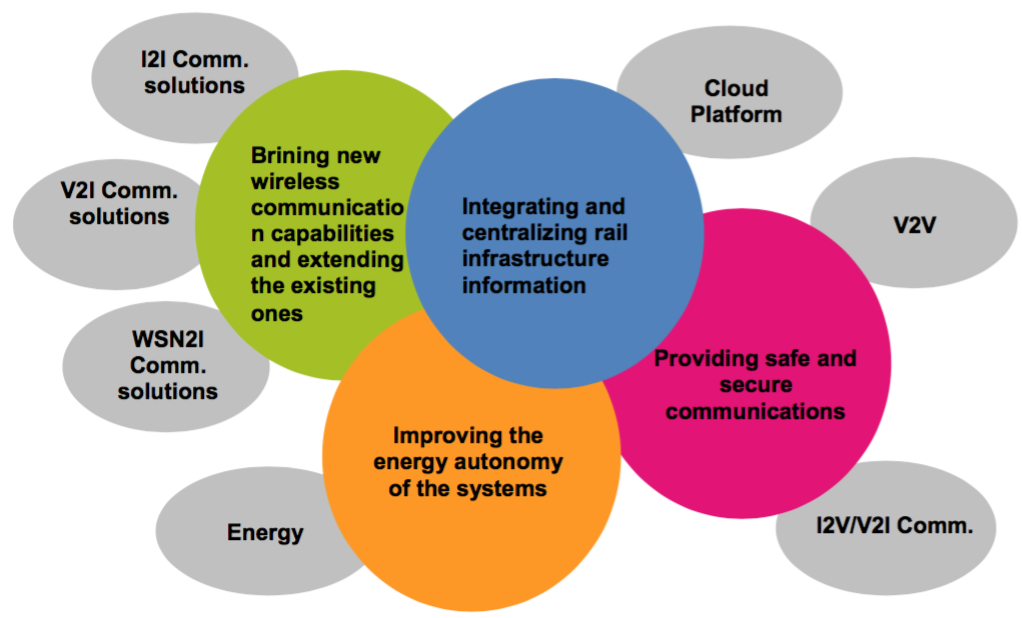 I2I Comm.
solutions
Cloud
Platform
Brining new
wireless
communicatio
n capabilities
and extending
the existing
ones
V2I Comm.
solutions
Integrating and
centralizing rail
infrastructure
information
V2V
WSN2I
Comm.
solutions
Providing safe and
secure
communications
Improving the
energy autonomy
of the systems
Energy
I2V/V2I Comm.